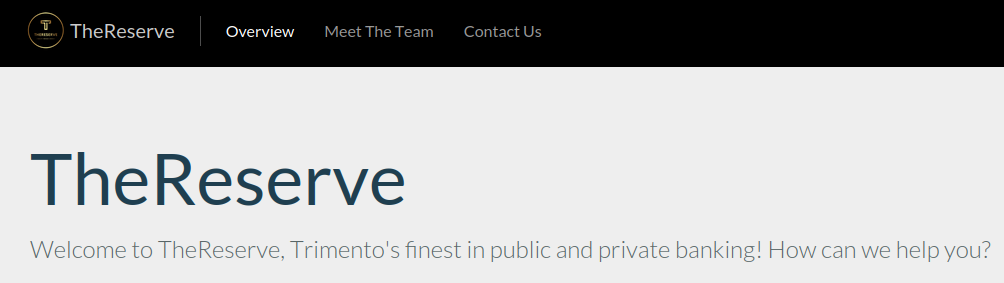 TheReserve Overview Meet The Team Contact Us
TheReserve
Welcome to TheReserve, Trimento's finest in public and private banking! How can we help you?